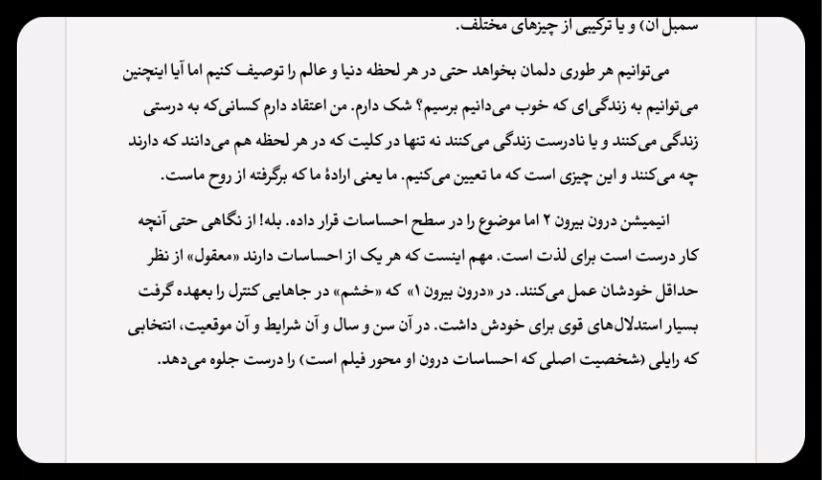 سمبل آن) و یا ترکیبی از چیزهای مختلف.
می‌توانیم هر طوری دلمان بخواهد حتی در هر لحظه دنیا و عالم را توصیف کنیم اما آیا اینچنین
می‌توانیم به زندگی‌ای که خوب می‌دانیم برسیم؟ شک دارم. من اعتقاد دارم کسانی‌که به درستی
زندگی می‌کنند و یا نادرست زندگی می‌کنند نه تنها در کلیت که در هر لحظه هم می‌دانند که دارند
چه می‌کنند و این چیزی است که ما تعیین می‌کنیم. ما یعنی ارادهٔ ما که برگرفته از روح ماست.
انیمیشن درون بیرون ۲ اما موضوع را در سطح احساسات قرار داده. بله! از نگاهی حتی آنچه
کار درست است برای لذت است. مهم اینست که هر یک از احساسات دارند «معقول» از نظر
حداقل خودشان عمل می‌کنند. در «درون بیرون ۱» که «خشم» در جاهایی کنترل را بعهده گرفت
بسیار استدلال‌های قوی برای خودش داشت. در آن سن و سال و آن شرایط و آن موقعیت، انتخابی
که رایلی (شخصیت اصلی که احساسات درون او محور فیلم است) را درست جلوه می‌دهد.